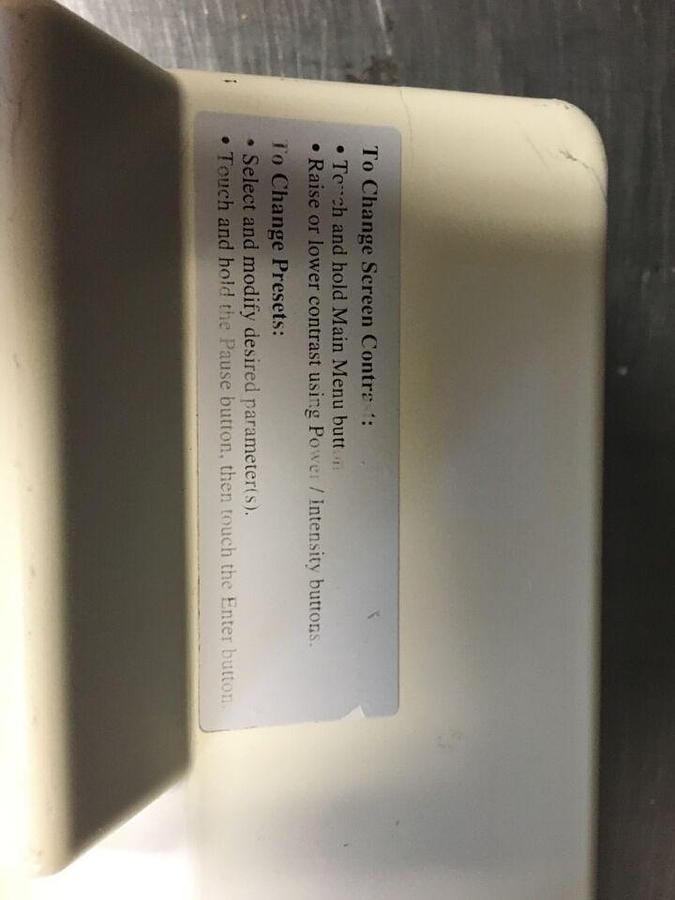 To Change Screen Contrast:
• Touch and hold Main Menu button
• Raise or lower contrast using Power / Intensity buttons.
To Change Presets:
• Select and modify desired parameter(s).
• Touch and hold the Pause button, then touch the Enter button.